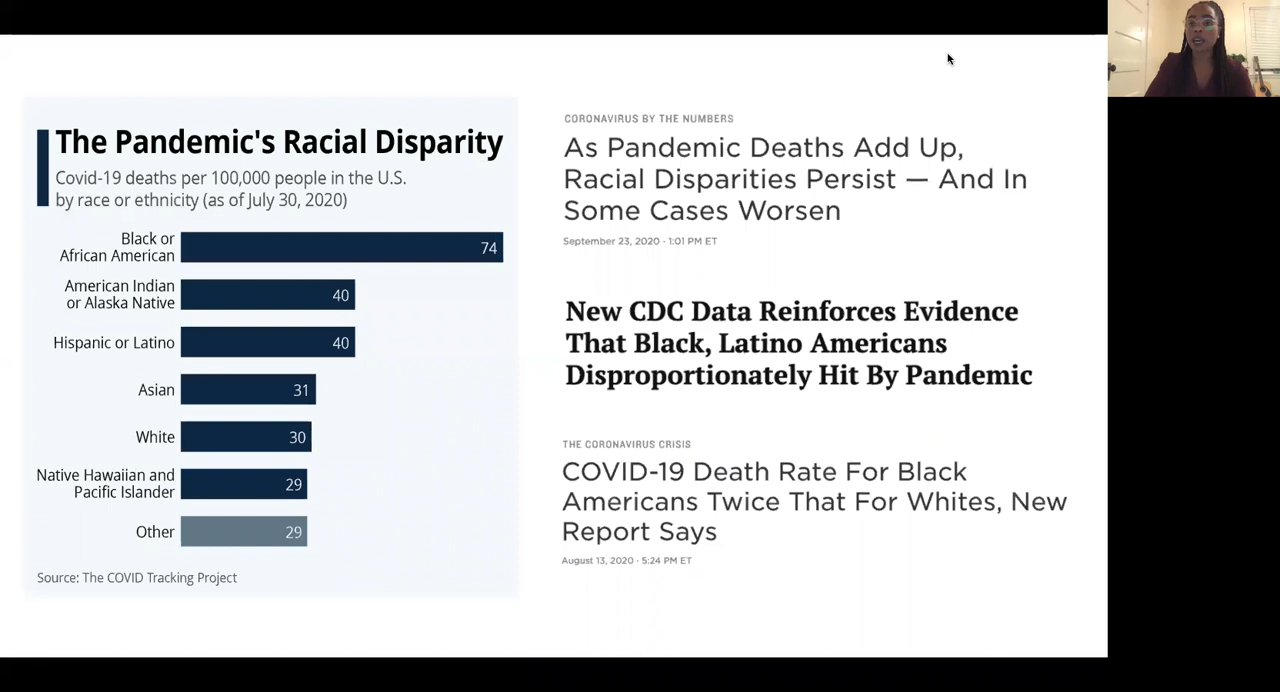 The Pandemic's Racial Disparity
Covid-19 deaths per 100,000 people in the U.S.
by race or ethnicity (as of July 30, 2020)
Black or
African American
74
American Indian
or Alaska Native
40
Hispanic or Latino
40
Asian
31
White
30
Native Hawaiian and
Pacific Islander
29
Other
29
Source: The COVID Tracking Project
CORONAVIRUS BY THE NUMBERS
As Pandemic Deaths Add Up,
Racial Disparities Persist — And In
Some Cases Worsen
September 23, 2020 · 1:01 PM ET
New CDC Data Reinforces Evidence
That Black, Latino Americans
Disproportionately Hit By Pandemic
THE CORONAVIRUS CRISIS
COVID-19 Death Rate For Black
Americans Twice That For Whites, New
Report Says
August 13, 2020 · 5:24 PM ET